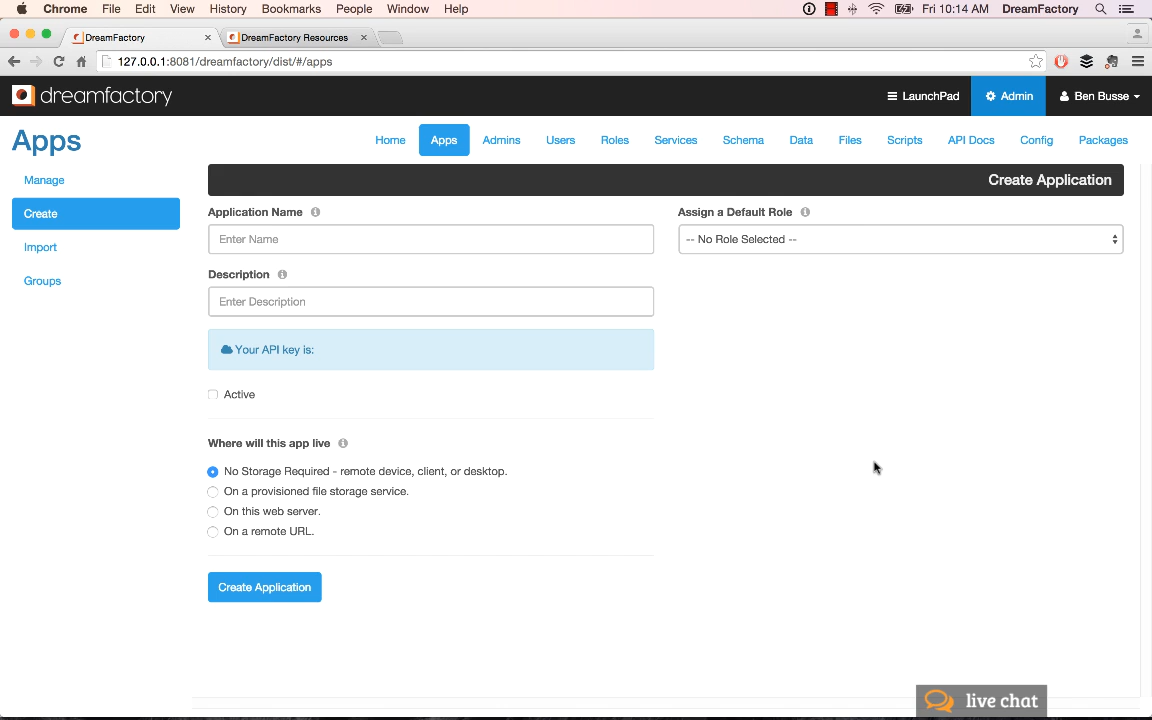 Chrome File Edit View History Bookmarks People Window Help Fri 10:14 AM DreamFactory
DreamFactory DreamFactory Resources
127.0.0.1:8081/dreamfactory/dist/#/apps
dreamfactory LaunchPad Admin Ben Busse
Apps Home Apps Admins Users Roles Services Schema Data Files Scripts API Docs Config Packages
Manage
Create
Import
Groups
Create Application
Application Name
Enter Name
Assign a Default Role
-- No Role Selected --
Description
Enter Description
Your API key is:
Active
Where will this app live
No Storage Required - remote device, client, or desktop.
On a provisioned file storage service.
On this web server.
On a remote URL.
Create Application
live chat